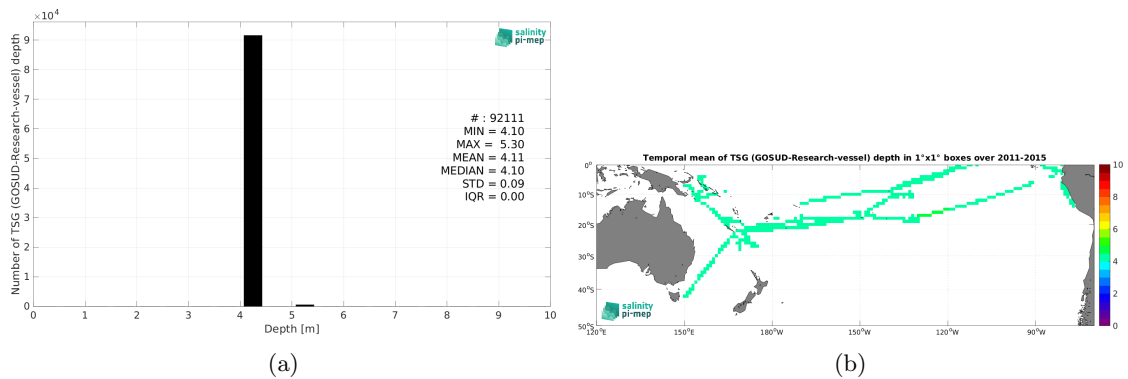 ×10⁴
Number of TSG (GOSUD-Research-vessel) depth
9
8
7
6
5
4
3
2
1
0
0 1 2 3 4 5 6 7 8 9 10
Depth [m]
salinity
pi-mep
# : 92111
MIN = 4.10
MAX = 5.30
MEAN = 4.11
MEDIAN = 4.10
STD = 0.09
IQR = 0.00
(a)
Temporal mean of TSG (GOSUD-Research-vessel) depth in 1°x1° boxes over 2011-2015
0°
10°S
20°S
30°S
40°S
50°S
120°E 150°E 180°W 150°W 120°W 90°W
10
8
6
4
2
0
salinity
pi-mep
(b)